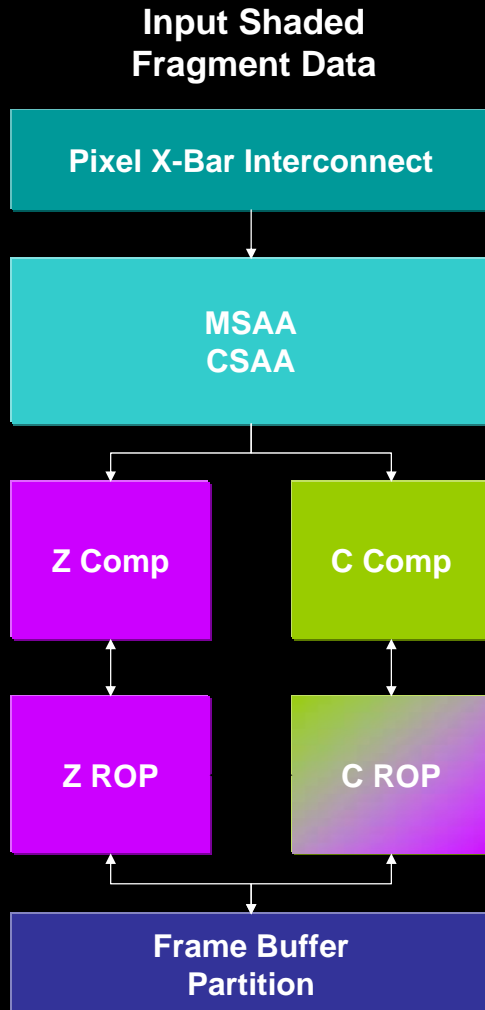 Input Shaded
Fragment Data
Pixel X-Bar Interconnect
MSAA
CSAA
Z Comp
C Comp
Z ROP
C ROP
Frame Buffer
Partition